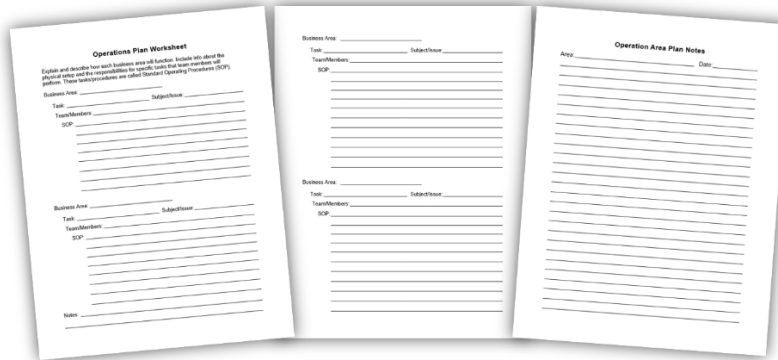 Operations Plan Worksheet
Explain and describe how each business area will function. Include info about the
physical setup and the responsibilities for specific tasks that team members will
perform. These tasks/procedures are called Standard Operating Procedures (SOP).
Business Area:
Task: Subject/Issue:
Team/Members:
SOP:
Business Area:
Task: Subject/Issue:
Team/Members:
SOP:
Notes:
Business Area:
Task: Subject/Issue:
Team/Members:
SOP:
Business Area:
Task: Subject/Issue:
Team/Members:
SOP:
Operation Area Plan Notes
Area: Date: